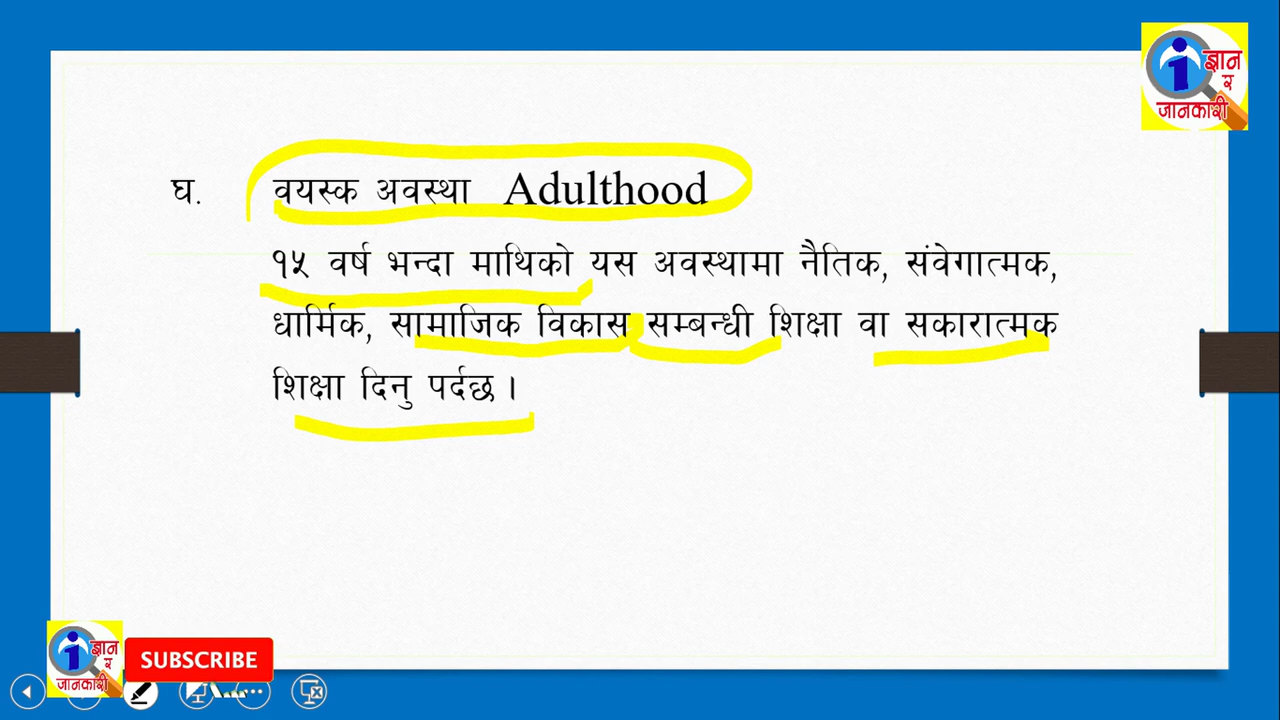 ज्ञान
र
जानकारी
घ. वयस्क अवस्था Adulthood
१५ वर्ष भन्दा माथिको यस अवस्थामा नैतिक, संवेगात्मक,
धार्मिक, सामाजिक विकास सम्बन्धी शिक्षा वा सकारात्मक
शिक्षा दिनु पर्दछ ।
ज्ञान
र
जानकारी
SUBSCRIBE